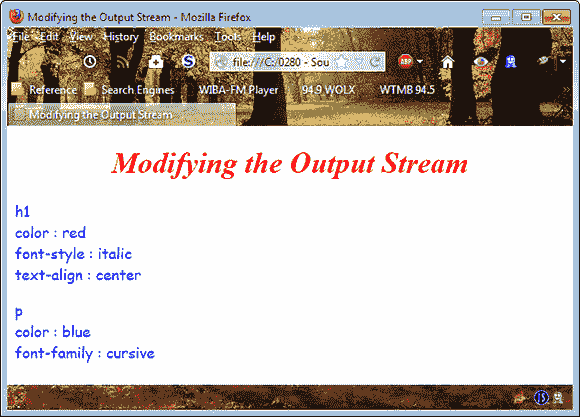 Modifying the Output Stream - Mozilla Firefox
File Edit View History Bookmarks Tools Help
file:///C: 0280 - Sou ABP
Reference Search Engines WIBA-FM Player 94.9 WOLX WTMB 94.5
Modifying the Output Stream
Modifying the Output Stream
h1
color : red
font-style : italic
text-align : center
p
color : blue
font-family : cursive